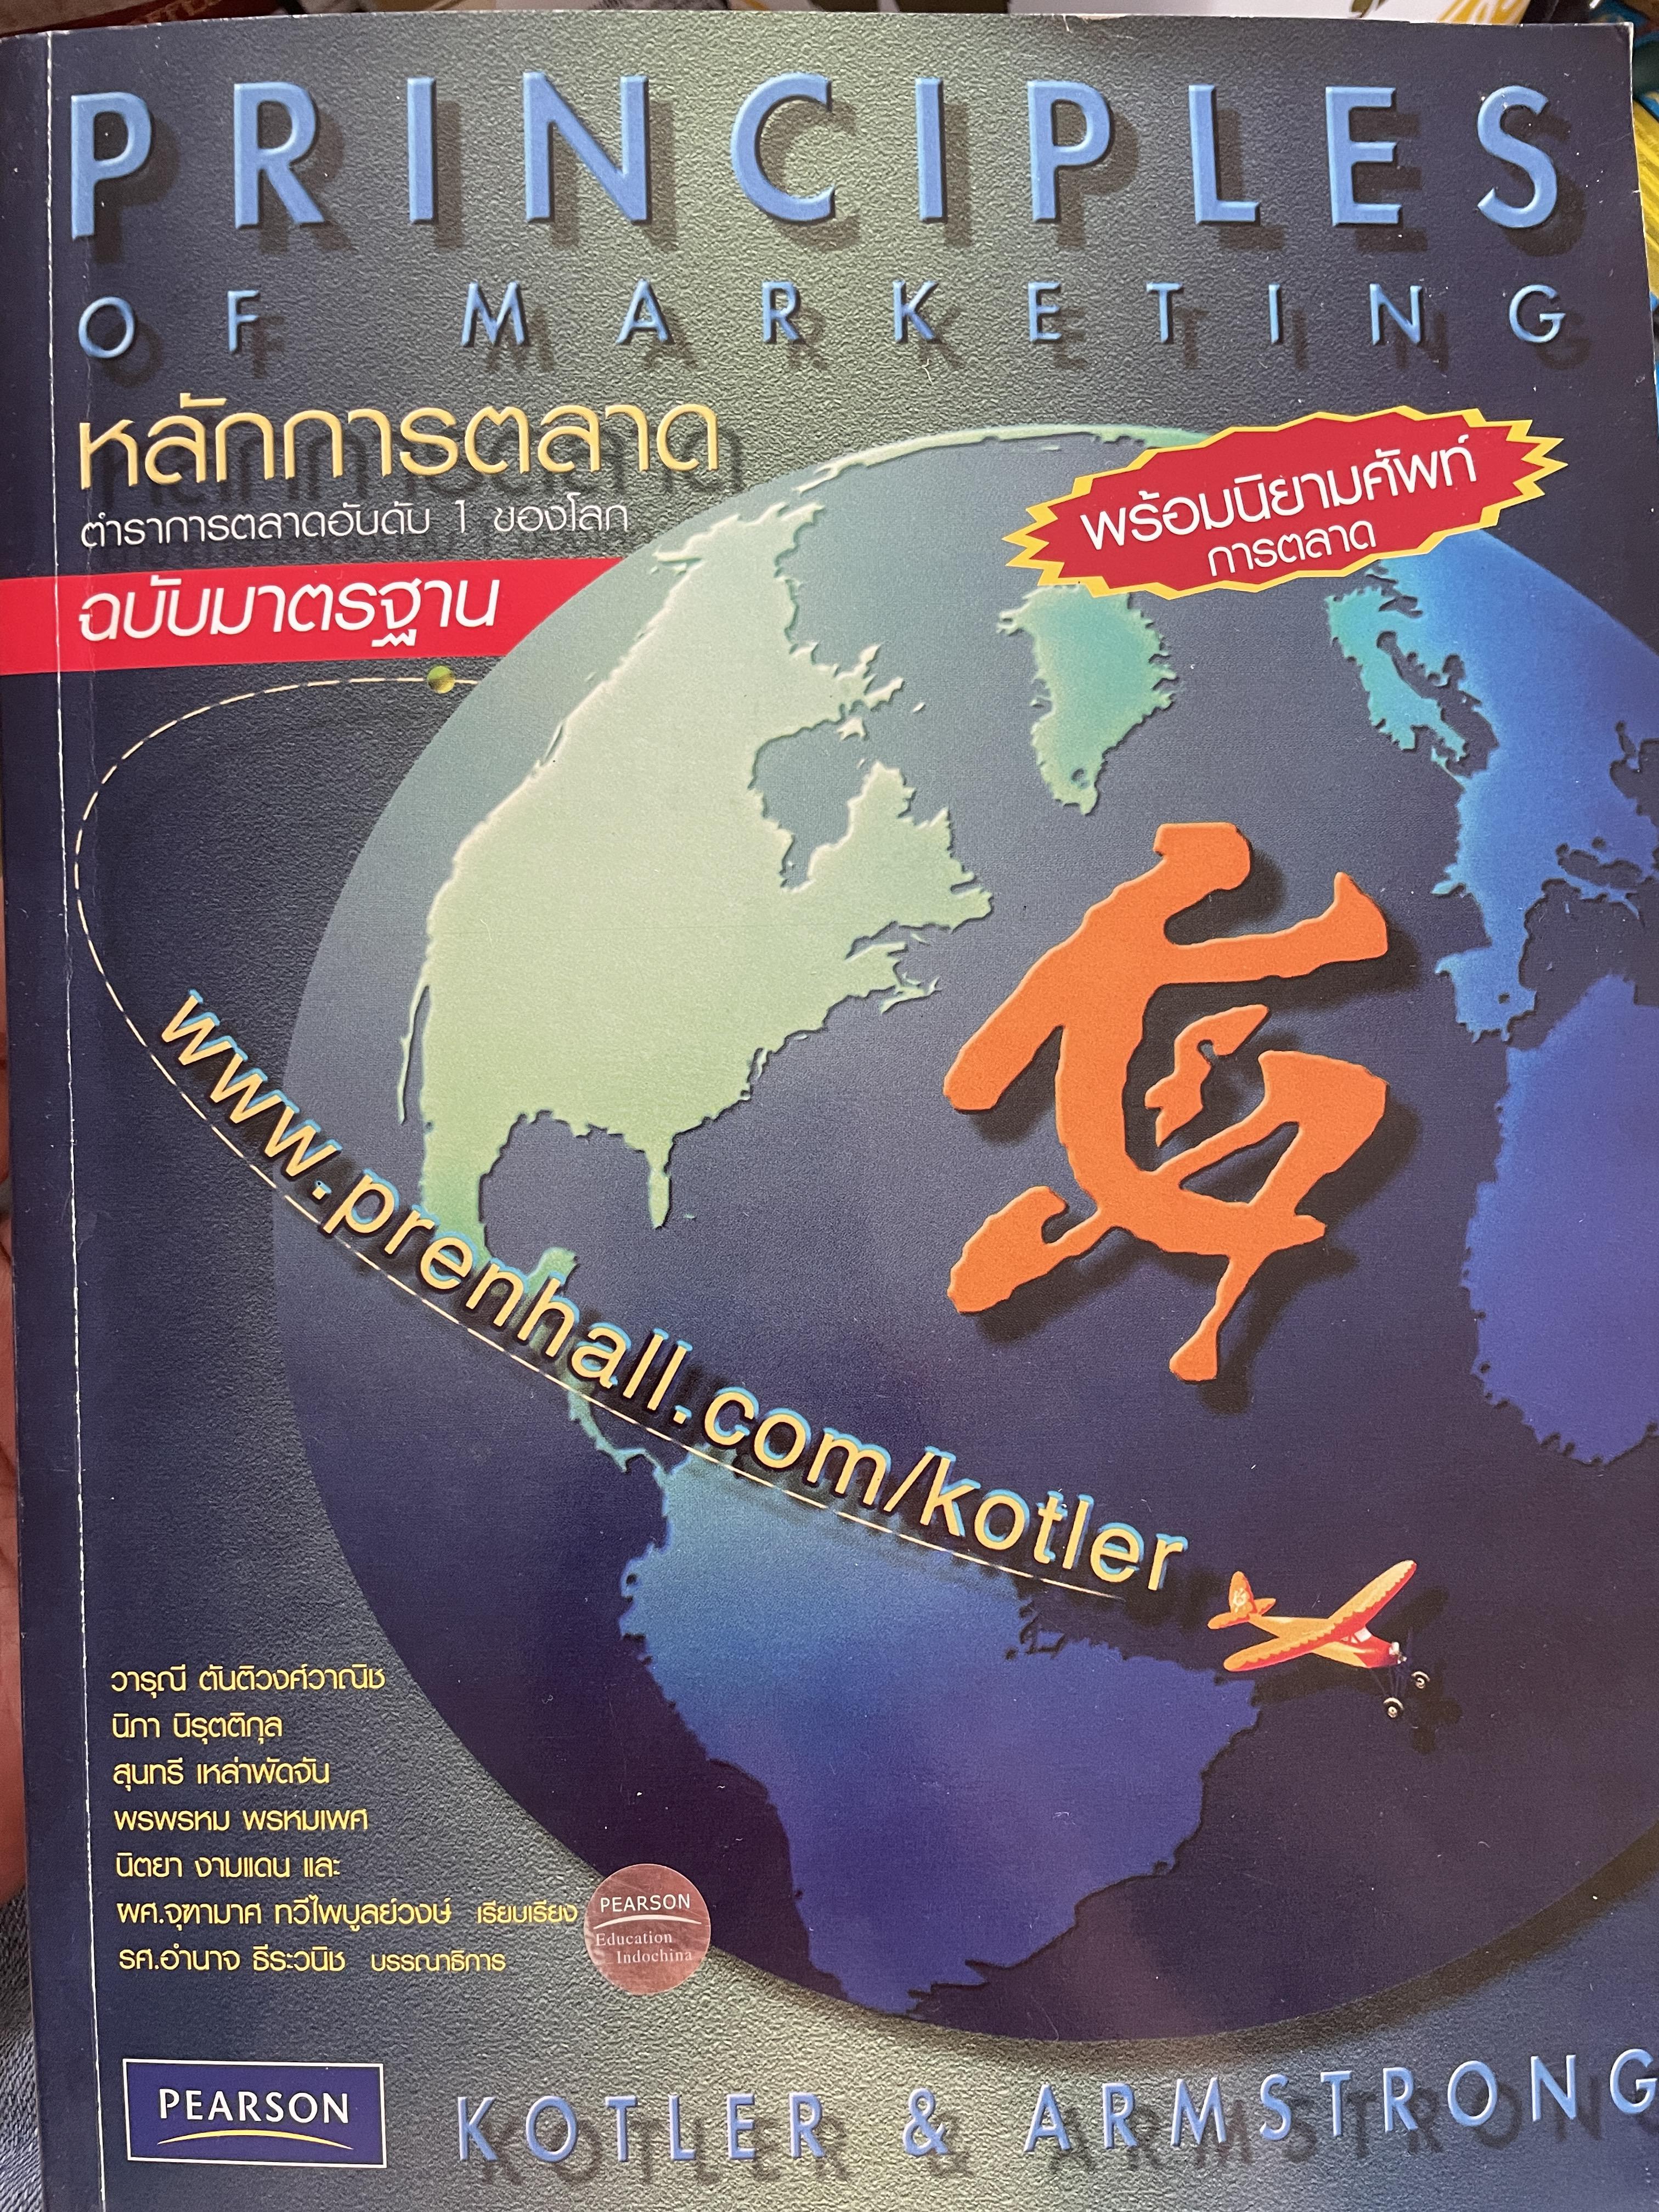 PRINCIPLES
OF MARKETING
หลักการตลาด
ตำราการตลาดอันดับ 1 ของโลก
ฉบับมาตรฐาน
พร้อมนิยามศัพท์
การตลาด
www.prenhall.com/kotler
วารุณี ตันติวงศ์วาณิช
นิภา นิรุตติกุล
สุนทรี เหล่าพัดจัน
พรพรหม พรหมเพศ
นิตยา งามแดน และ
ผศ.จุฑามาศ ทวีไพบูลย์วงษ์ เรียบเรียง
รศ.อำนาจ ธีระวนิช บรรณาธิการ
PEARSON
Education
Indochina
PEARSON
KOTLER & ARMSTRONG